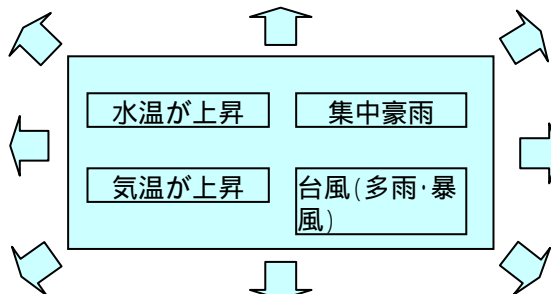 水温が上昇
集中豪雨
気温が上昇
台風(多雨・暴
風)